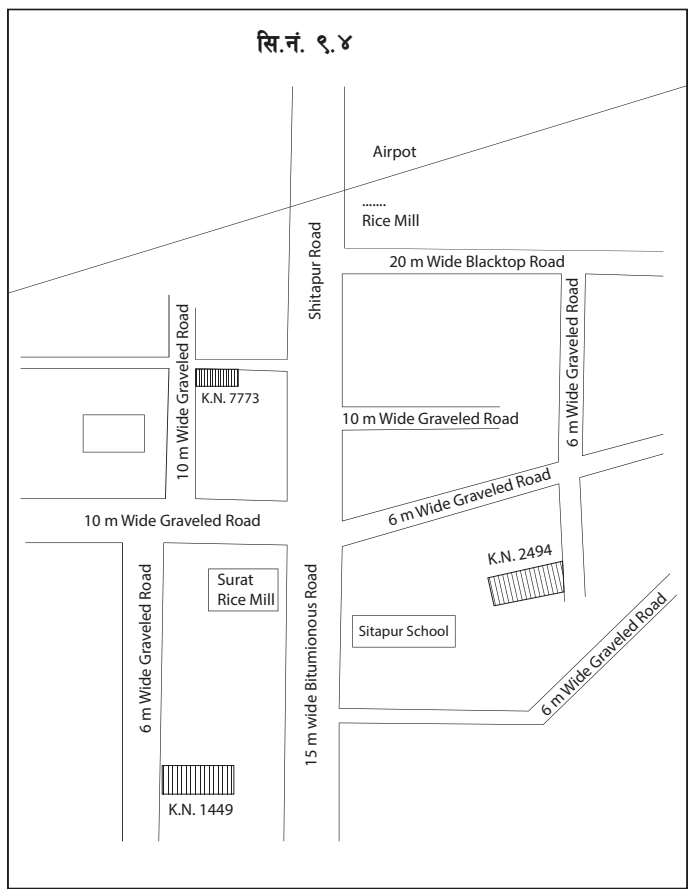 सि.नं. ९.४
Airpot
.......
Rice Mill
20 m Wide Blacktop Road
Shitapur Road
6 m Wide Graveled Road
10 m Wide Graveled Road
K.N. 7773
10 m Wide Graveled Road
6 m Wide Graveled Road
10 m Wide Graveled Road
K.N. 2494
Surat
Rice Mill
6 m Wide Graveled Road
15 m wide Bitumionous Road
Sitapur School
6 m Wide Graveled Road
K.N. 1449